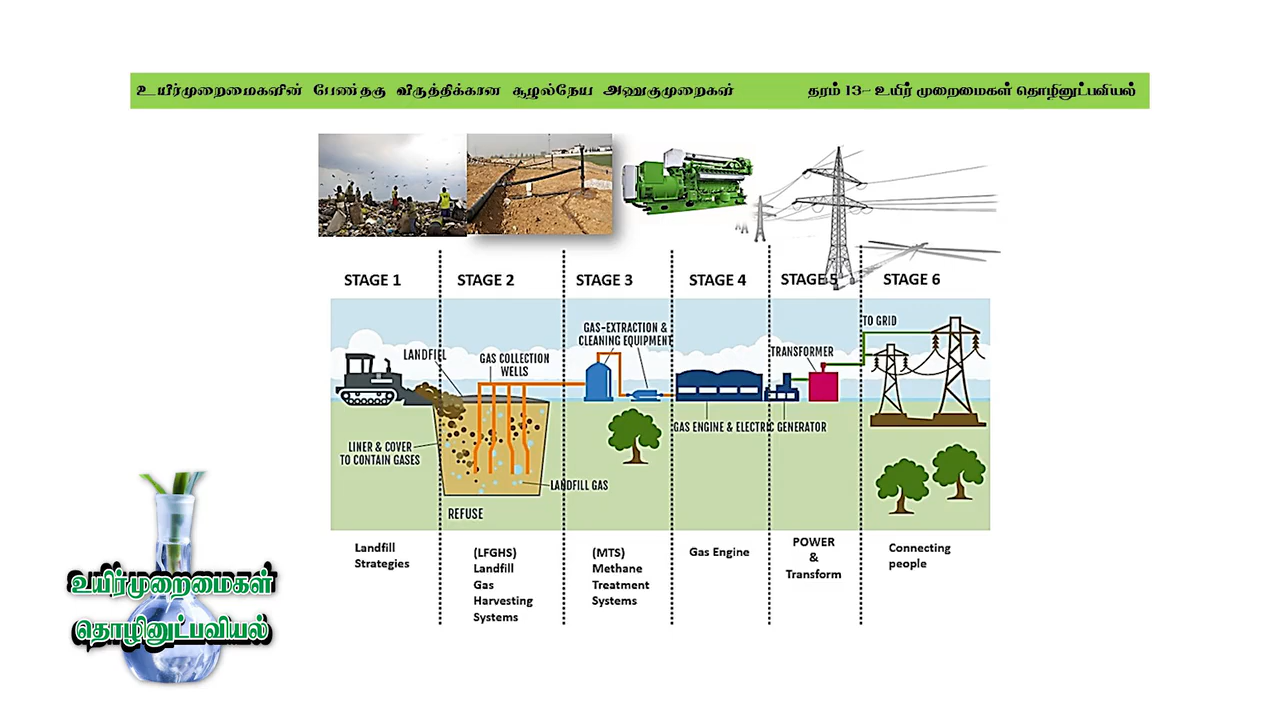 உயிர்முறைமைகளின் பேண்தகு விருத்திக்கான சூழல்நேய அணுகுமுறைகள்
தரம் 13– உயிர் முறைமைகள் தொழினுட்பவியல்
STAGE 1
STAGE 2
STAGE 3
STAGE 4
STAGE 5
STAGE 6
LANDFILL
GAS COLLECTION
WELLS
GAS-EXTRACTION &
CLEANING EQUIPMENT
TRANSFORMER
TO GRID
LINER & COVER
TO CONTAIN GASES
GAS ENGINE & ELECTRIC GENERATOR
LANDFILL GAS
REFUSE
Landfill
Strategies
(LFGHS)
Landfill
Gas
Harvesting
Systems
(MTS)
Methane
Treatment
Systems
Gas Engine
POWER
&
Transform
Connecting
people
உயிர்முறைமைகள்
தொழினுட்பவியல்